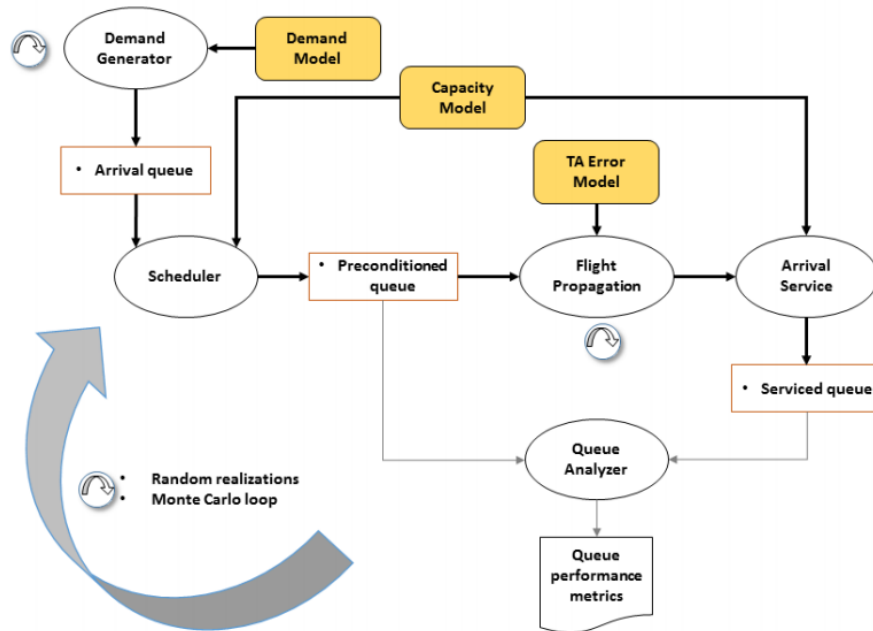 Demand
Generator
Demand
Model
Capacity
Model
• Arrival queue
TA Error
Model
Scheduler
• Preconditioned
queue
Flight
Propagation
Arrival
Service
• Serviced queue
Queue
Analyzer
• Random realizations
• Monte Carlo loop
Queue
performance
metrics